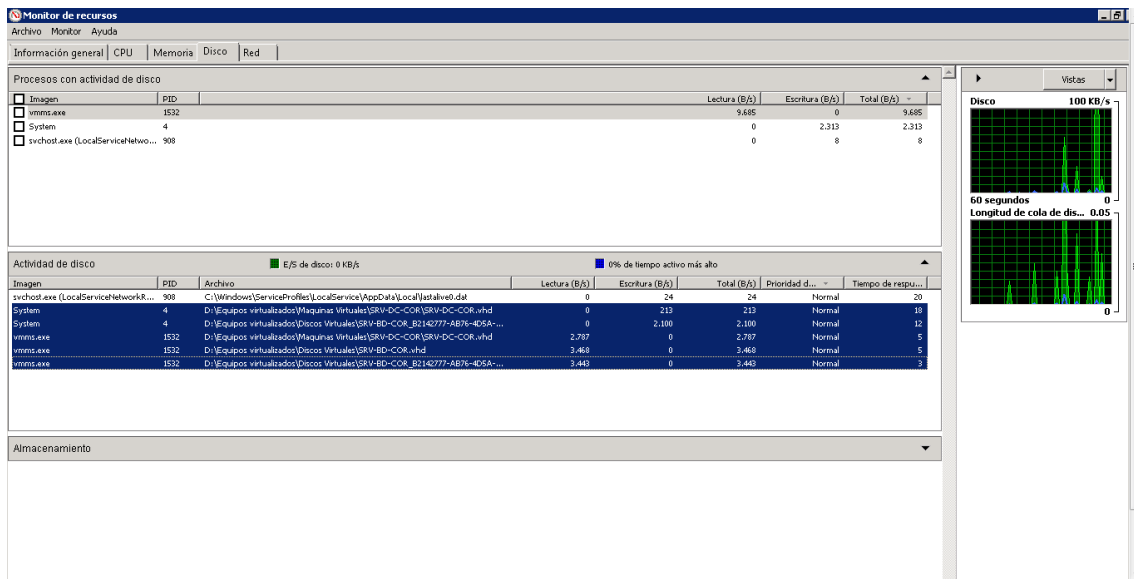 Monitor de recursos
Archivo Monitor Ayuda
Información general CPU Memoria Disco Red
Procesos con actividad de disco
Imagen PID Lectura (B/s) Escritura (B/s) Total (B/s)
vmms.exe 1532 9.685 0 9.685
System 4 0 2.313 2.313
svchost.exe (LocalServiceNetwo... 908 0 8 8
Actividad de disco E/S de disco: 0 KB/s 0% de tiempo activo más alto
Imagen PID Archivo Lectura (B/s) Escritura (B/s) Total (B/s) Prioridad d... Tiempo de respu...
svchost.exe (LocalServiceNetworkR... 908 C:\Windows\ServiceProfiles\LocalService\AppData\Local\lastalive0.dat 0 24 24 Normal 20
System 4 D:\Equipos virtualizados\Maquinas Virtuales\SRV-DC-COR\SRV-DC-COR.vhd 0 213 213 Normal 18
System 4 D:\Equipos virtualizados\Discos Virtuales\SRV-BD-COR_B2142777-AB76-4D5A-... 0 2.100 2.100 Normal 12
vmms.exe 1532 D:\Equipos virtualizados\Maquinas Virtuales\SRV-DC-COR\SRV-DC-COR.vhd 2.787 0 2.787 Normal 5
vmms.exe 1532 D:\Equipos virtualizados\Discos Virtuales\SRV-BD-COR.vhd 3.468 0 3.468 Normal 5
vmms.exe 1532 D:\Equipos virtualizados\Discos Virtuales\SRV-BD-COR_B2142777-AB76-4D5A-... 3.443 0 3.443 Normal 3
Almacenamiento
Vistas
Disco 100 KB/s
60 segundos 0
Longitud de cola de dis... 0.05
0